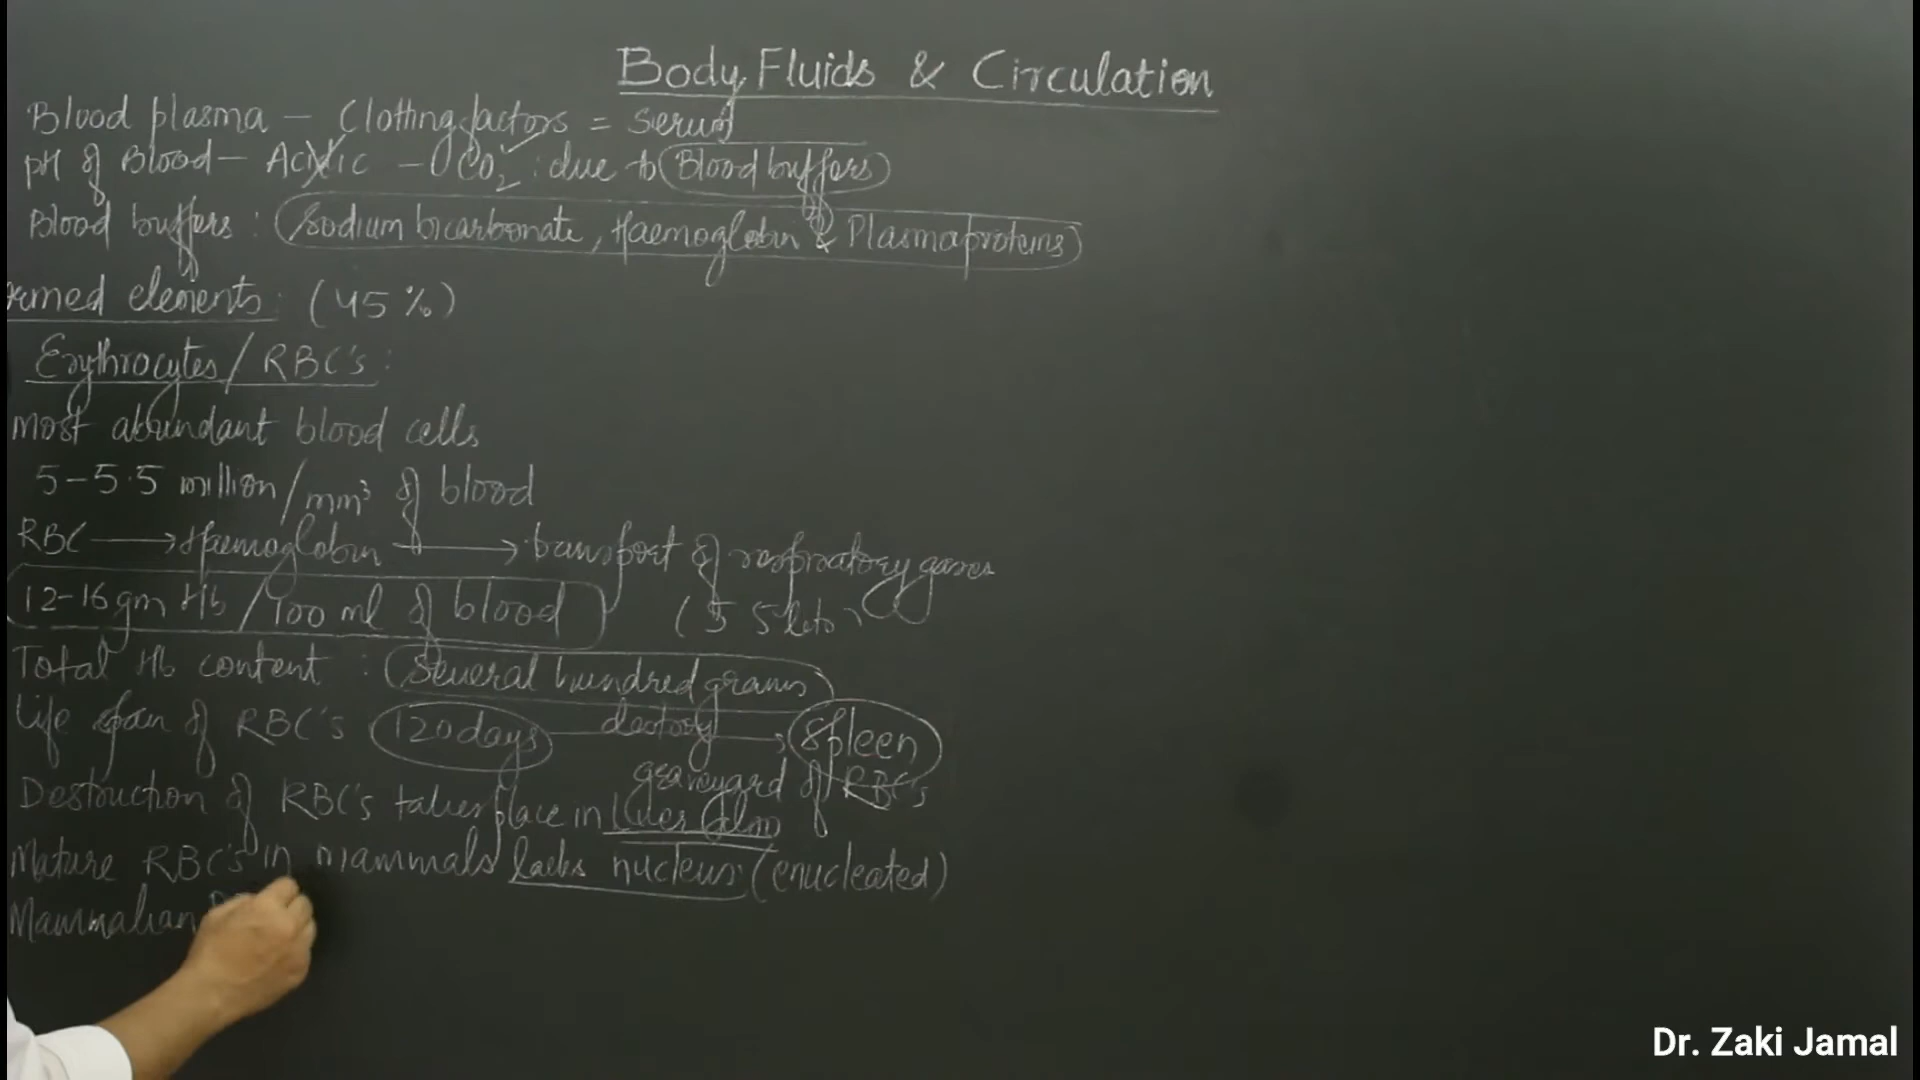 Body Fluids & Circulation
Blood plasma – Clotting factors = Serum
pH of Blood – Acidic – CO2 : due to Blood buffers
Blood buffers : Sodium bicarbonate, Haemoglobin & Plasma proteins
ormed elements : (45 %)
Erythrocytes / RBC's :
Most abundant blood cells
5 – 5.5 million / mm³ of blood
RBC → Haemoglobin → transport of respiratory gases
12-16 gm Hb / 100 ml of blood
Total Hb content : Several hundred grams
Life span of RBC's 120 days destroy → Spleen
graveyard of RBC's
Destruction of RBC's takes place in Liver
Mature RBC's in mammals lacks nucleus (enucleated)
Mammalian
Dr. Zaki Jamal